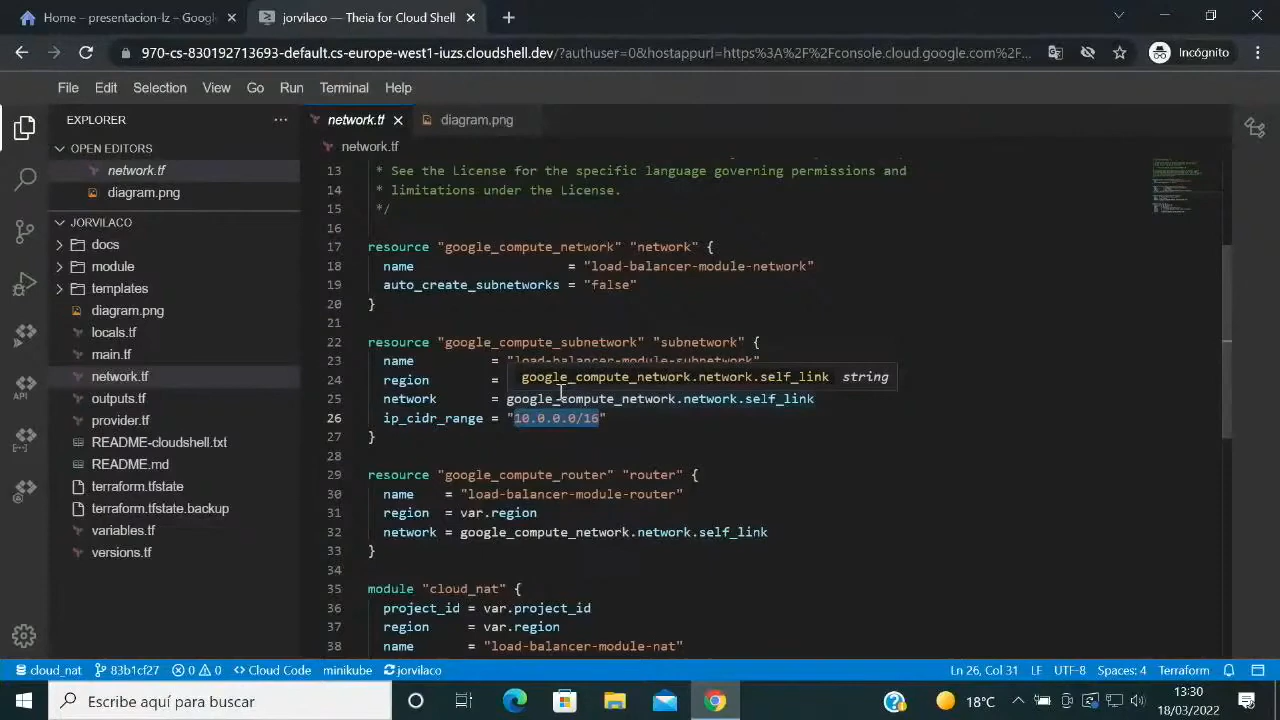 Home – presentacion-lz – Google
jorvilaco — Theia for Cloud Shell
970-cs-830192713693-default.cs-europe-west1-iuzs.cloudshell.dev/?authuser=0&hostappurl=https%3A%2F%2Fconsole.cloud.google.com%2F...
Incógnito
File Edit Selection View Go Run Terminal Help
EXPLORER
OPEN EDITORS
network.tf
diagram.png
JORVILACO
docs
module
templates
diagram.png
locals.tf
main.tf
network.tf
outputs.tf
provider.tf
README-cloudshell.txt
README.md
terraform.tfstate
terraform.tfstate.backup
variables.tf
versions.tf
network.tf
diagram.png
network.tf
13 * See the License for the specific language governing permissions and
14 * limitations under the License.
15 */
16
17 resource "google_compute_network" "network" {
18 name = "load-balancer-module-network"
19 auto_create_subnetworks = "false"
20 }
21
22 resource "google_compute_subnetwork" "subnetwork" {
23 name = "load-balancer-module-subnetwork"
google_compute_network.network.self_link string
24 region =
25 network = google_compute_network.network.self_link
26 ip_cidr_range = "10.0.0.0/16"
27 }
28
29 resource "google_compute_router" "router" {
30 name = "load-balancer-module-router"
31 region = var.region
32 network = google_compute_network.network.self_link
33 }
34
35 module "cloud_nat" {
36 project_id = var.project_id
37 region = var.region
38 name = "load-balancer-module-nat"
cloud_nat 83b1cf27 0 0 Cloud Code minikube jorvilaco Ln 26, Col 31 LF UTF-8 Spaces: 4 Terraform
Escribe aquí para buscar
18°C
13:30
18/03/2022